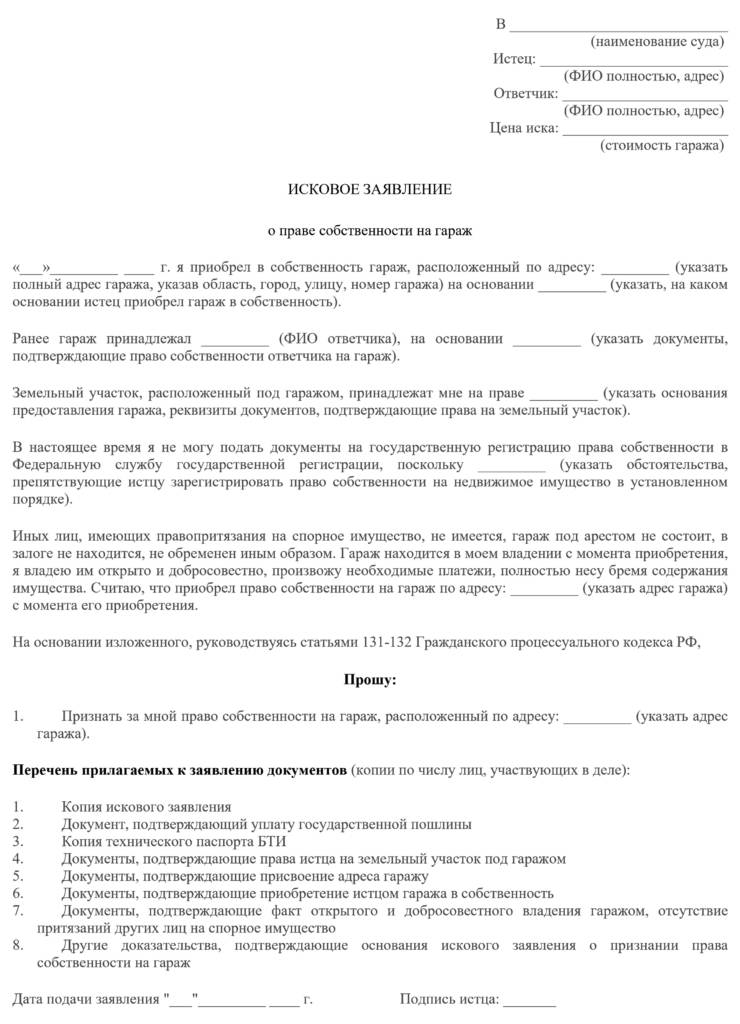 В ____________________________
(наименование суда)
Истец: ________________________
(ФИО полностью, адрес)
Ответчик: _____________________
(ФИО полностью, адрес)
Цена иска: _____________________
(стоимость гаража)
ИСКОВОЕ ЗАЯВЛЕНИЕ
о праве собственности на гараж
«___»_________ ____ г. я приобрел в собственность гараж, расположенный по адресу: _________ (указать
полный адрес гаража, указав область, город, улицу, номер гаража) на основании _________ (указать, на каком
основании истец приобрел гараж в собственность).
Ранее гараж принадлежал _________ (ФИО ответчика), на основании _________ (указать документы,
подтверждающие право собственности ответчика на гараж).
Земельный участок, расположенный под гаражом, принадлежат мне на праве _________ (указать основания
предоставления гаража, реквизиты документов, подтверждающие права на земельный участок).
В настоящее время я не могу подать документы на государственную регистрацию права собственности в
Федеральную службу государственной регистрации, поскольку _________ (указать обстоятельства,
препятствующие истцу зарегистрировать право собственности на недвижимое имущество в установленном
порядке).
Иных лиц, имеющих правопритязания на спорное имущество, не имеется, гараж под арестом не состоит, в
залоге не находится, не обременен иным образом. Гараж находится в моем владении с момента приобретения,
я владею им открыто и добросовестно, произвожу необходимые платежи, полностью несу бремя содержания
имущества. Считаю, что приобрел право собственности на гараж по адресу: _________ (указать адрес гаража)
с момента его приобретения.
На основании изложенного, руководствуясь статьями 131-132 Гражданского процессуального кодекса РФ,
Прошу:
1. Признать за мной право собственности на гараж, расположенный по адресу: _________ (указать адрес
гаража).
Перечень прилагаемых к заявлению документов (копии по числу лиц, участвующих в деле):
1. Копия искового заявления
2. Документ, подтверждающий уплату государственной пошлины
3. Копия технического паспорта БТИ
4. Документы, подтверждающие права истца на земельный участок под гаражом
5. Документы, подтверждающие присвоение адреса гаражу
6. Документы, подтверждающие приобретение истцом гаража в собственность
7. Документы, подтверждающие факт открытого и добросовестного владения гаражом, отсутствие
притязаний других лиц на спорное имущество
8. Другие доказательства, подтверждающие основания искового заявления о признании права
собственности на гараж
Дата подачи заявления "___"_________ ____ г. Подпись истца: _______